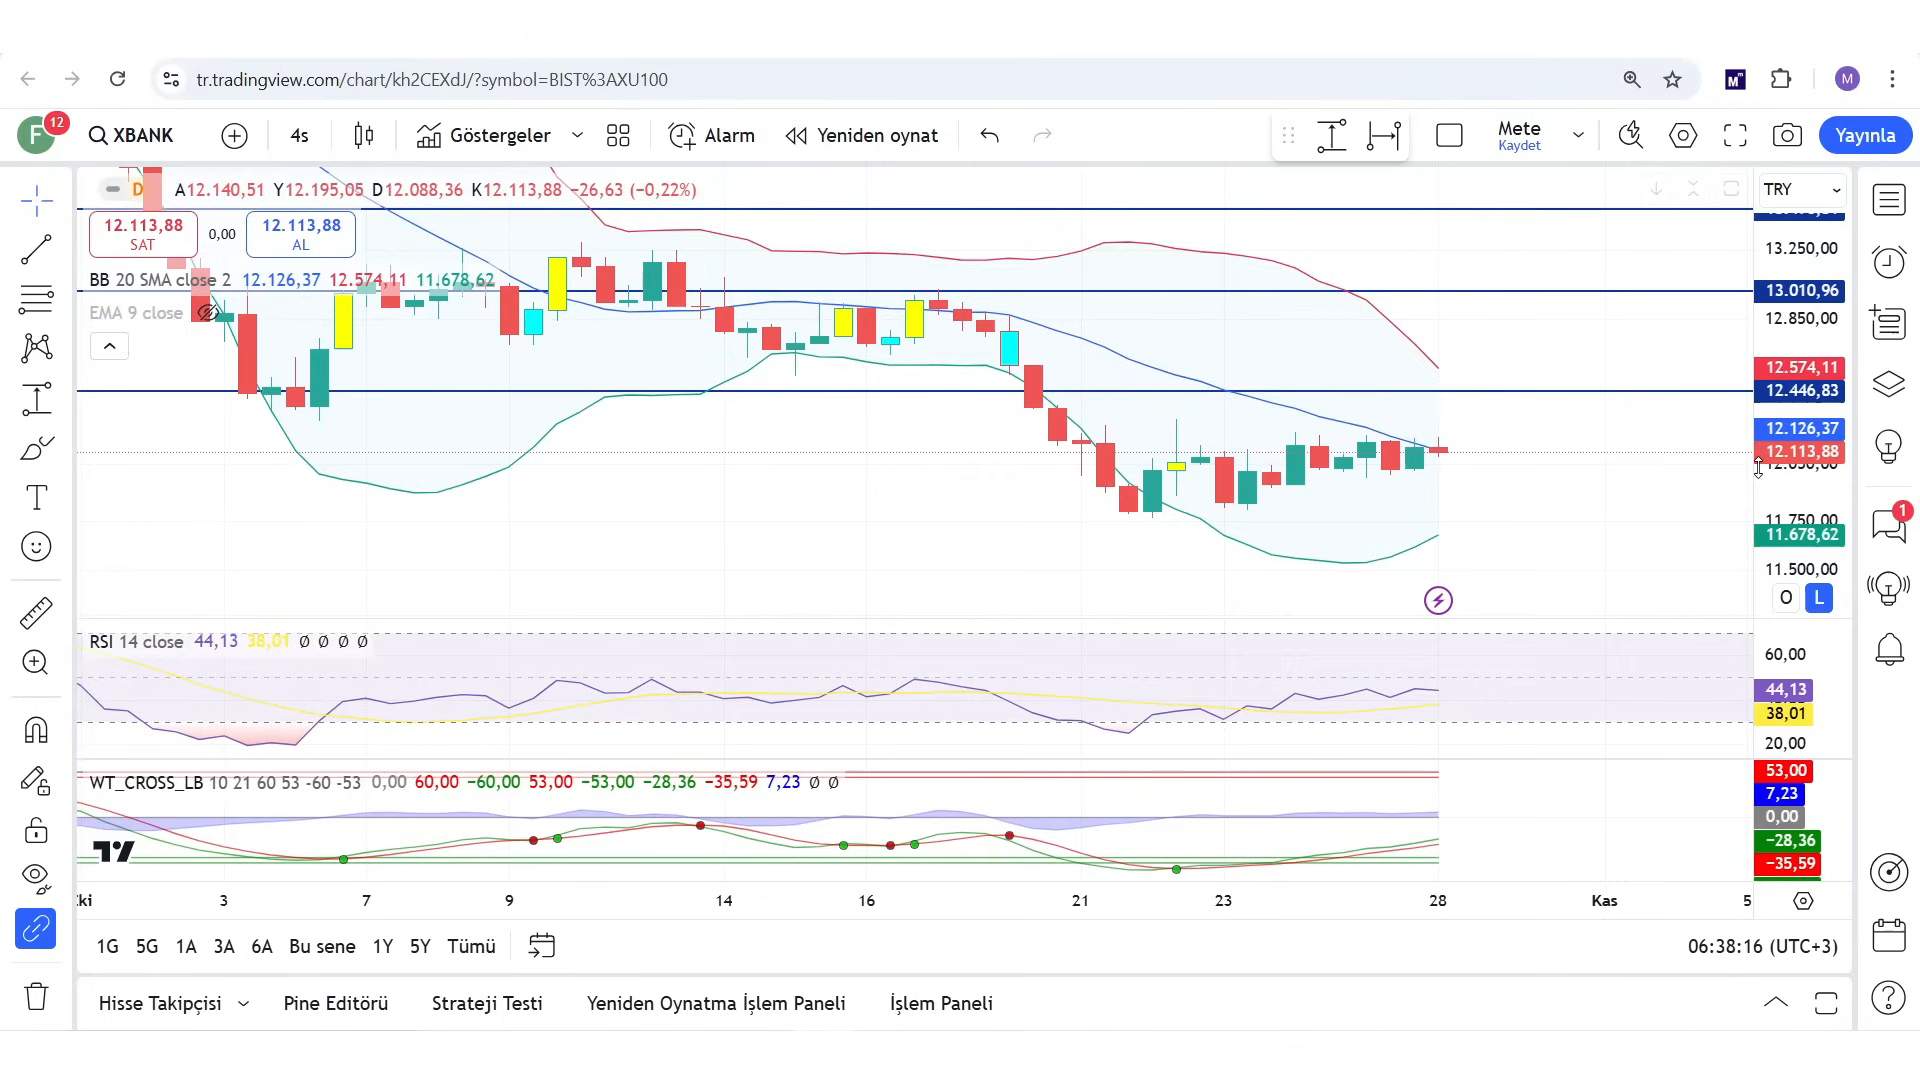 tr.tradingview.com/chart/kh2CEXdJ/?symbol=BIST%3AXU100
M
M
F 12 XBANK 4s Göstergeler Alarm Yeniden oynat Mete Kaydet Yayınla
D A12.140,51 Y12.195,05 D12.088,36 K12.113,88 −26,63 (−0,22%)
TRY
12.113,88 SAT 0,00 12.113,88 AL
13.250,00
BB 20 SMA close 2 12.126,37 12.574,11 11.678,62
13.010,96
EMA 9 close
12.850,00
12.574,11
12.446,83
12.126,37
12.113,88
11.750,00
11.678,62
11.500,00
O L
1
RSI 14 close 44,13 38,01 Ø Ø Ø Ø
60,00
44,13
38,01
20,00
WT_CROSS_LB 10 21 60 53 -60 -53 0,00 60,00 −60,00 53,00 −53,00 −28,36 −35,59 7,23 Ø Ø
53,00
7,23
0,00
−28,36
−35,59
3 7 9 14 16 21 23 28 Kas 5
1G 5G 1A 3A 6A Bu sene 1Y 5Y Tümü 06:38:16 (UTC+3)
Hisse Takipçisi Pine Editörü Strateji Testi Yeniden Oynatma İşlem Paneli İşlem Paneli